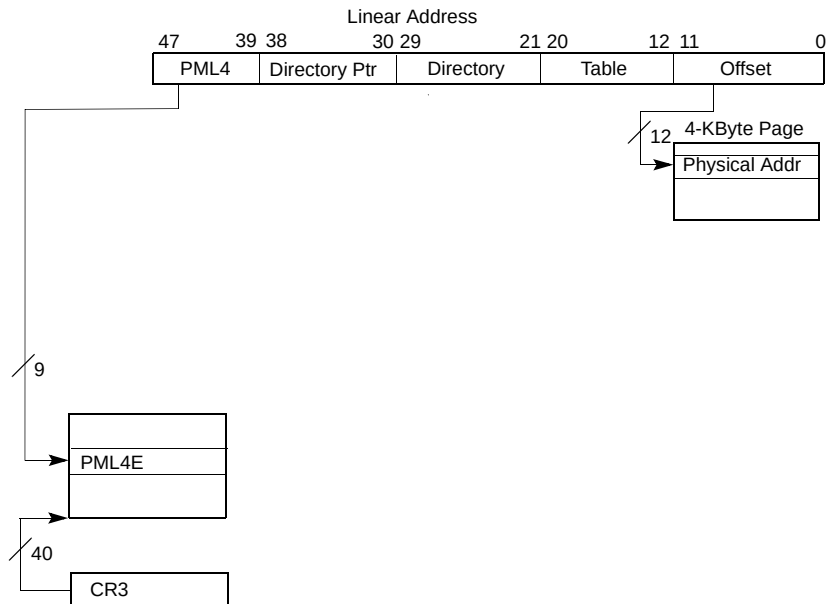 Linear Address
47 39 38 30 29 21 20 12 11 0
PML4 Directory Ptr Directory Table Offset
12 4-KByte Page
Physical Addr
9
PML4E
40
CR3